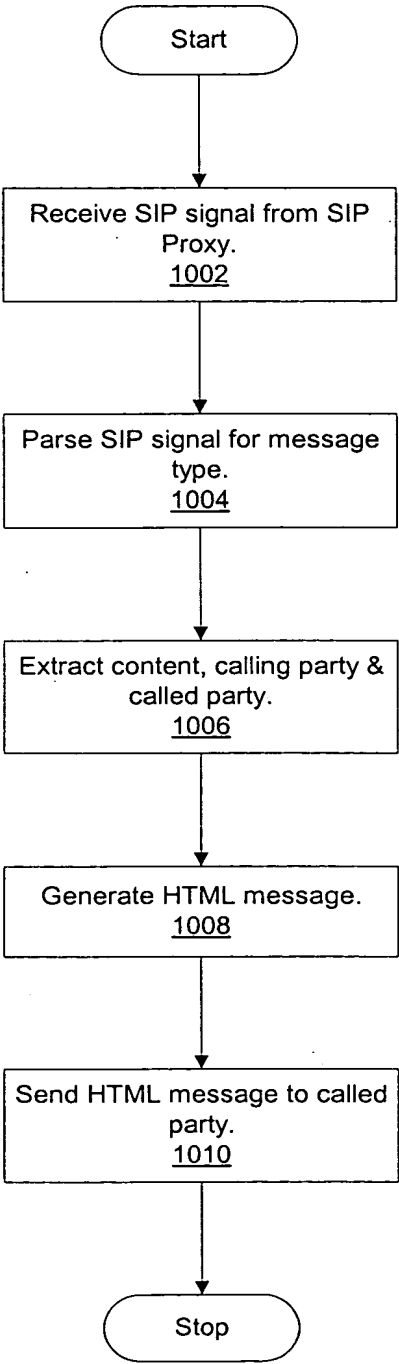 Start
Receive SIP signal from SIP
Proxy.
1002
Parse SIP signal for message
type.
1004
Extract content, calling party &
called party.
1006
Generate HTML message.
1008
Send HTML message to called
party.
1010
Stop